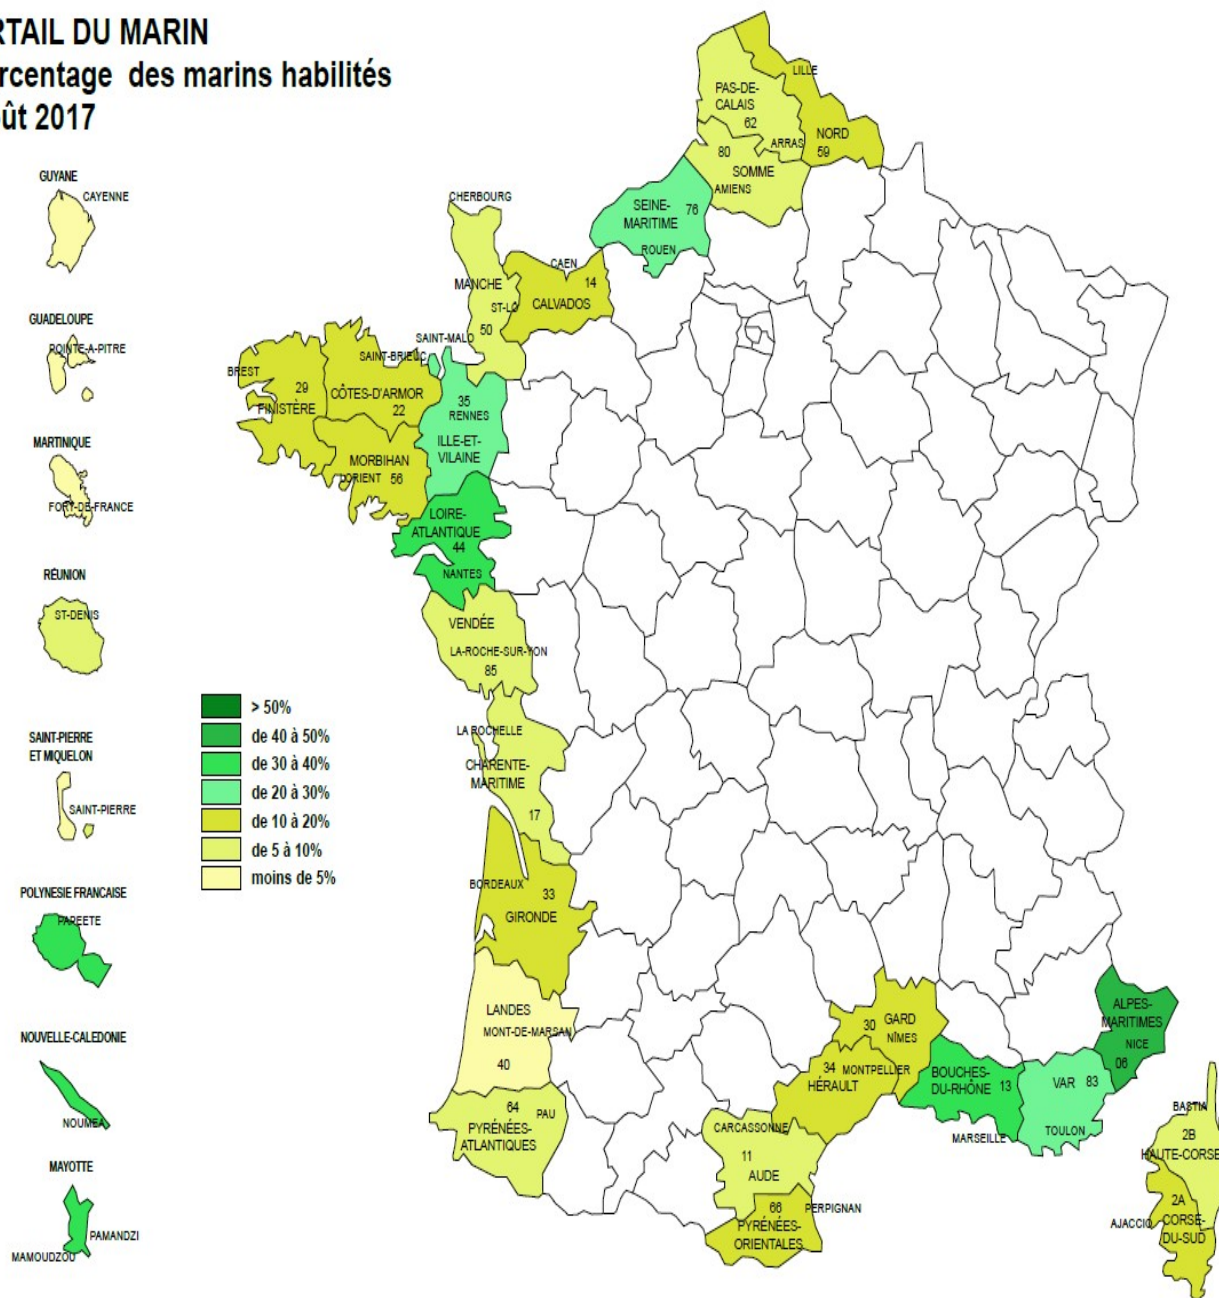 RTAIL DU MARIN
rcentage des marins habilités
ût 2017
GUYANE
CAYENNE
GUADELOUPE
POINTE-A-PITRE
MARTINIQUE
FORT-DE-FRANCE
RÉUNION
ST-DENIS
SAINT-PIERRE
ET MIQUELON
SAINT-PIERRE
POLYNESIE FRANCAISE
PAPEETE
NOUVELLE-CALEDONIE
NOUMEA
MAYOTTE
PAMANDZI
MAMOUDZOU
> 50%
de 40 à 50%
de 30 à 40%
de 20 à 30%
de 10 à 20%
de 5 à 10%
moins de 5%
LILLE
PAS-DE-
CALAIS
62
ARRAS
NORD
59
80
SOMME
AMIENS
SEINE-
MARITIME
76
ROUEN
CHERBOURG
MANCHE
ST-LO
50
CAEN
14
CALVADOS
SAINT-MALO
SAINT-BRIEUC
BREST
29
FINISTÈRE
CÔTES-D'ARMOR
22
35
RENNES
ILLE-ET-
VILAINE
MORBIHAN
LORIENT
56
LOIRE-
ATLANTIQUE
44
NANTES
VENDÉE
LA-ROCHE-SUR-YON
85
LA ROCHELLE
CHARENTE-
MARITIME
17
BORDEAUX
33
GIRONDE
LANDES
MONT-DE-MARSAN
40
64
PAU
PYRÉNÉES-
ATLANTIQUES
30
GARD
NÎMES
34
MONTPELLIER
HÉRAULT
CARCASSONNE
11
AUDE
66
PERPIGNAN
PYRÉNÉES-
ORIENTALES
BOUCHES-
DU-RHÔNE
13
MARSEILLE
VAR
83
TOULON
ALPES-
MARITIMES
NICE
06
BASTIA
2B
HAUTE-CORSE
2A
AJACCIO
CORSE-
DU-SUD